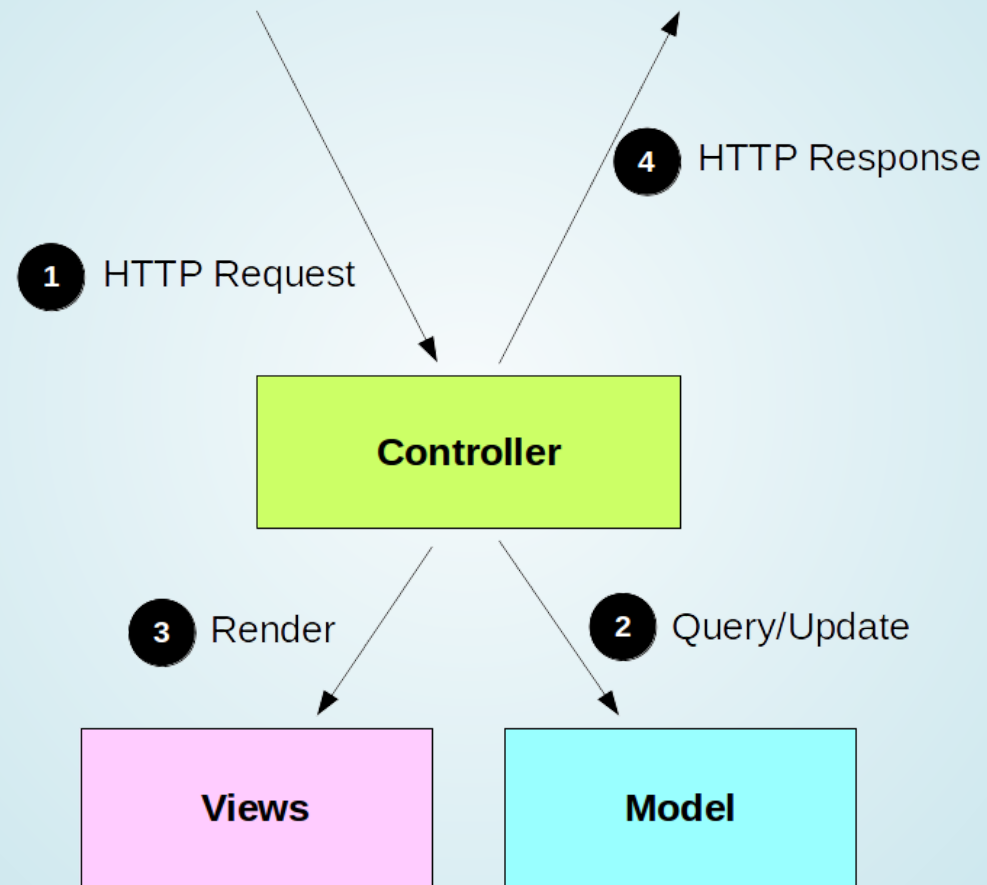 4 HTTP Response
1 HTTP Request
Controller
3 Render
2 Query/Update
Views
Model